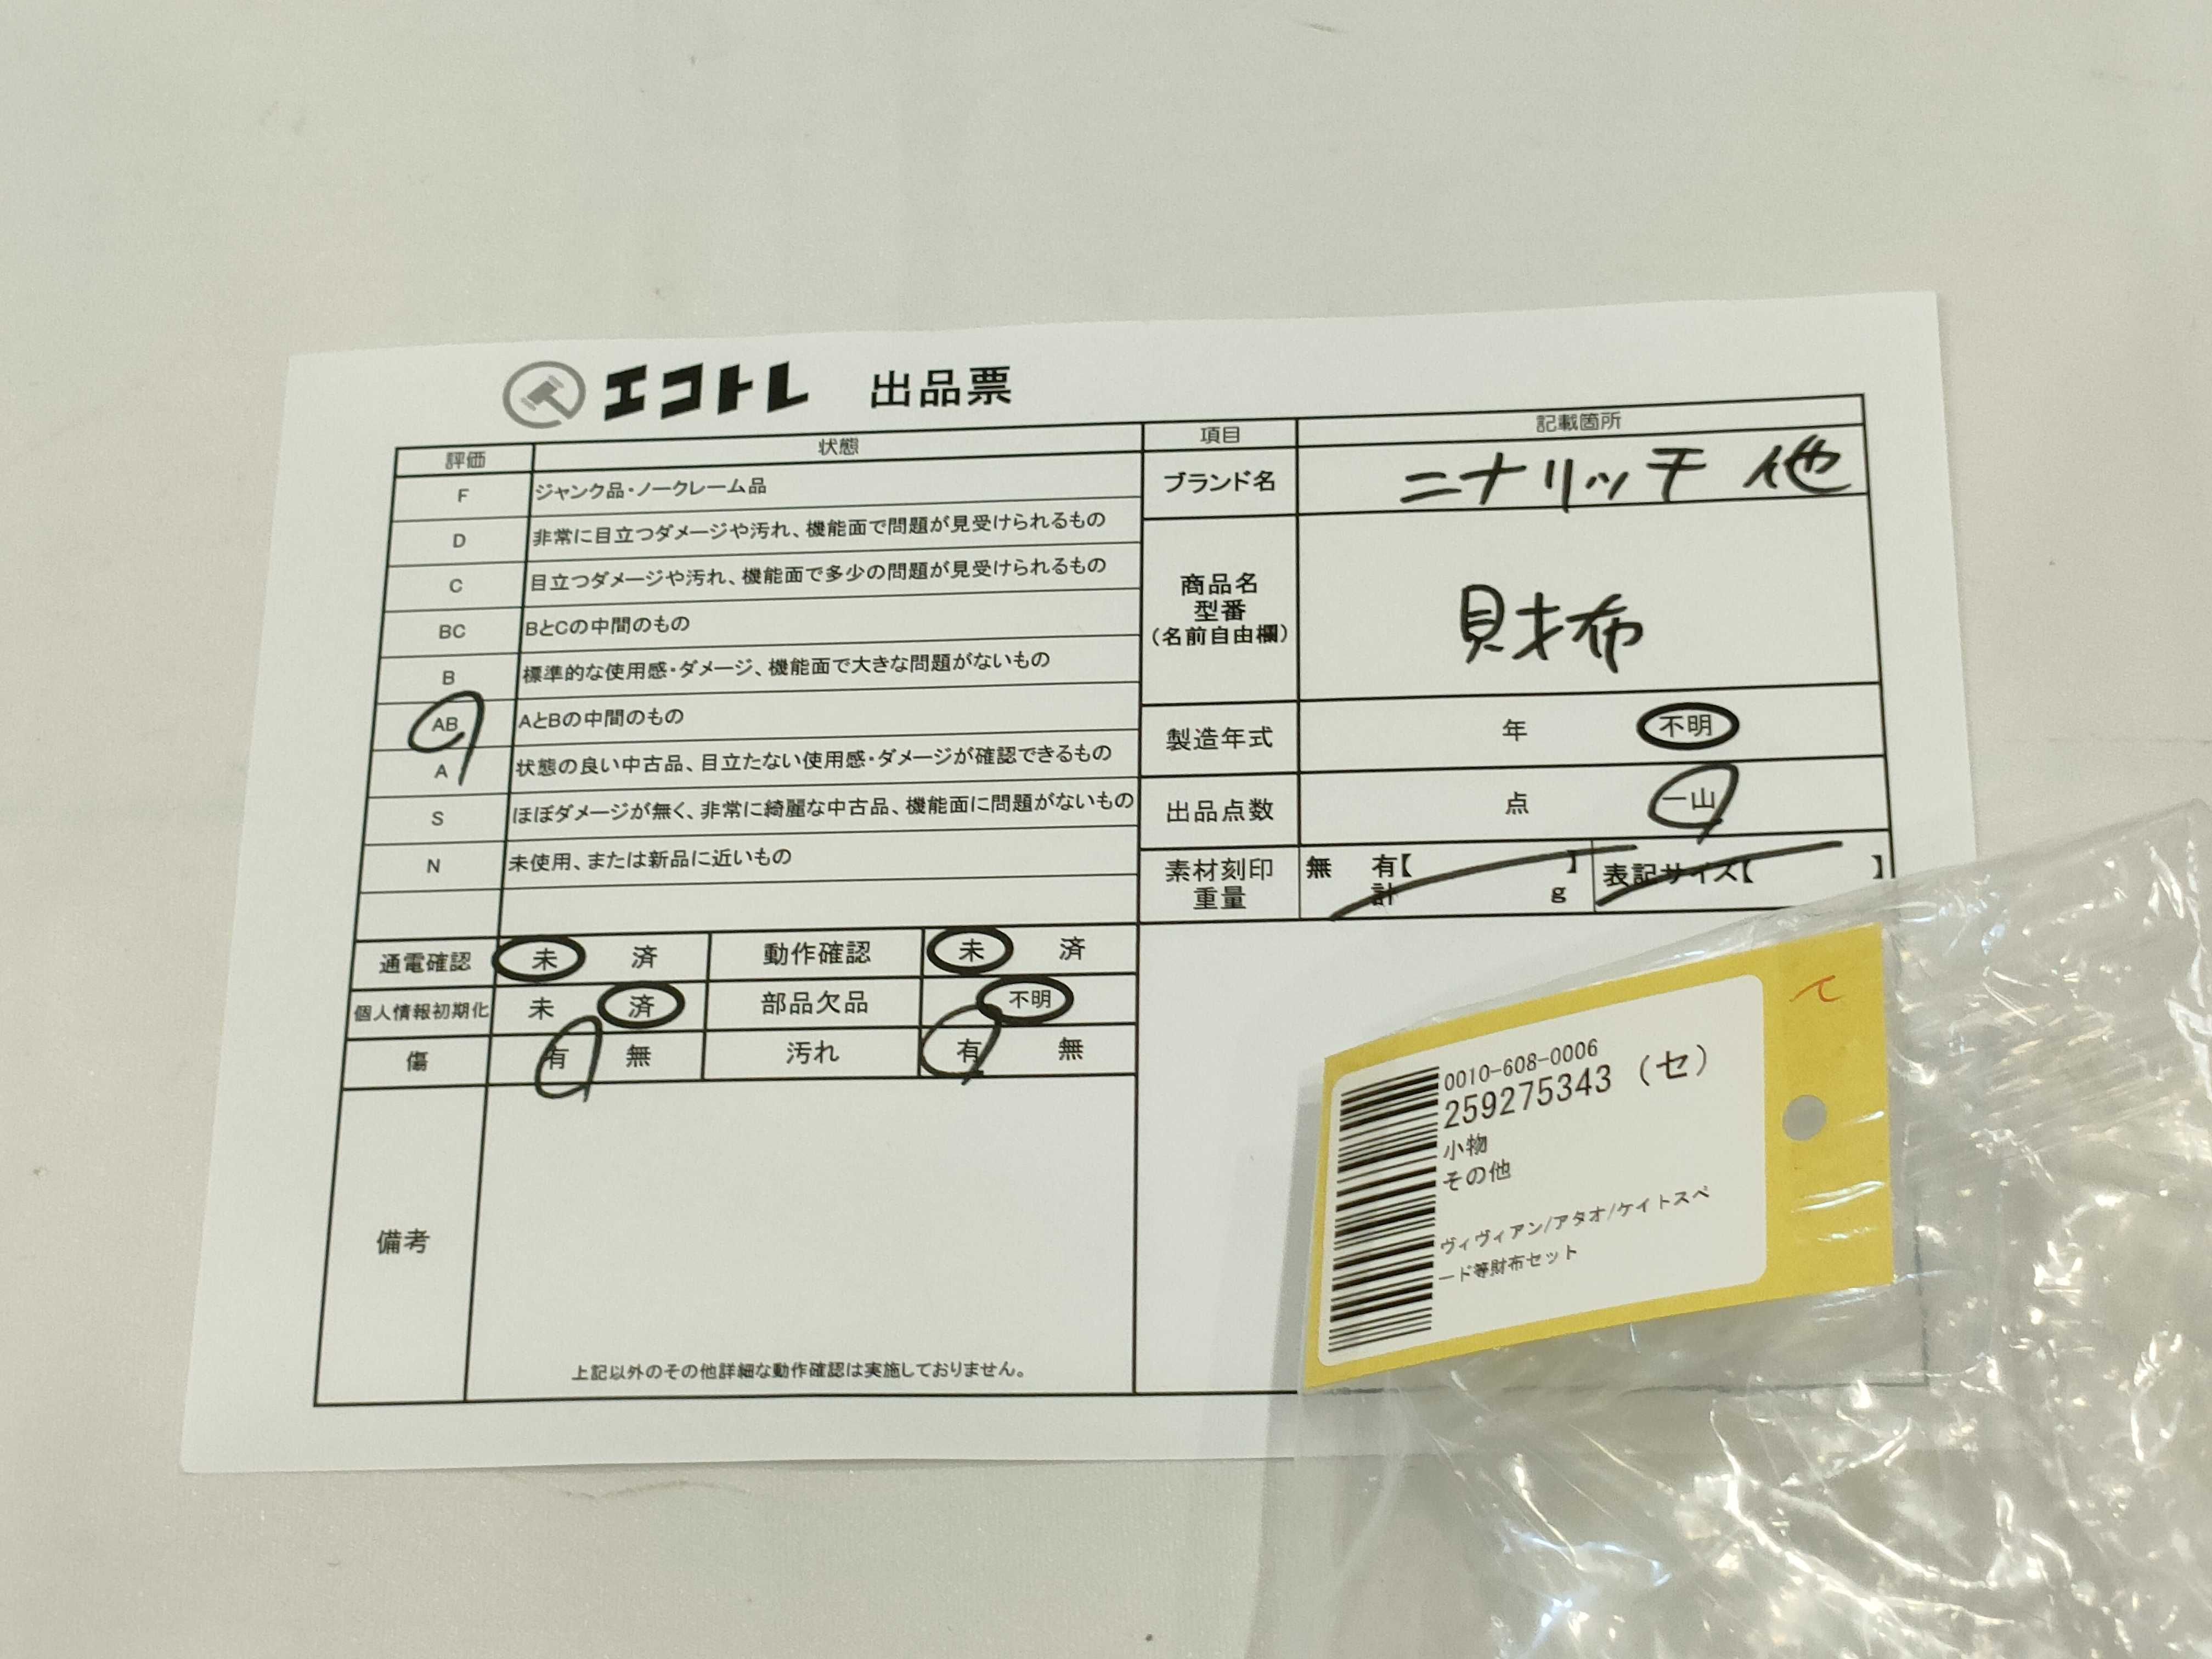 エコトレ 出品票
評価 状態 項目 記載箇所
F ジャンク品・ノークレーム品
D 非常に目立つダメージや汚れ、機能面で問題が見受けられるもの
C 目立つダメージや汚れ、機能面で多少の問題が見受けられるもの
BC BとCの中間のもの
B 標準的な使用感・ダメージ、機能面で大きな問題がないもの
AB AとBの中間のもの
A 状態の良い中古品、目立たない使用感・ダメージが確認できるもの
S ほぼダメージが無く、非常に綺麗な中古品、機能面に問題がないもの
N 未使用、または新品に近いもの
ブランド名 ニナリッチ 他
商品名
型番
（名前自由欄）
財布
製造年式 年 不明
出品点数 点 一山
素材刻印 無 有【 】 表記サイズ【 】
重量 計 g
通電確認 未 済 動作確認 未 済
個人情報初期化 未 済 部品欠品 不明
傷 有 無 汚れ 有 無
備考
上記以外のその他詳細な動作確認は実施しておりません。
0010-608-0006
259275343 (セ)
小物
その他
ヴィヴィアン/アタオ/ケイトスペ
ード等財布セット